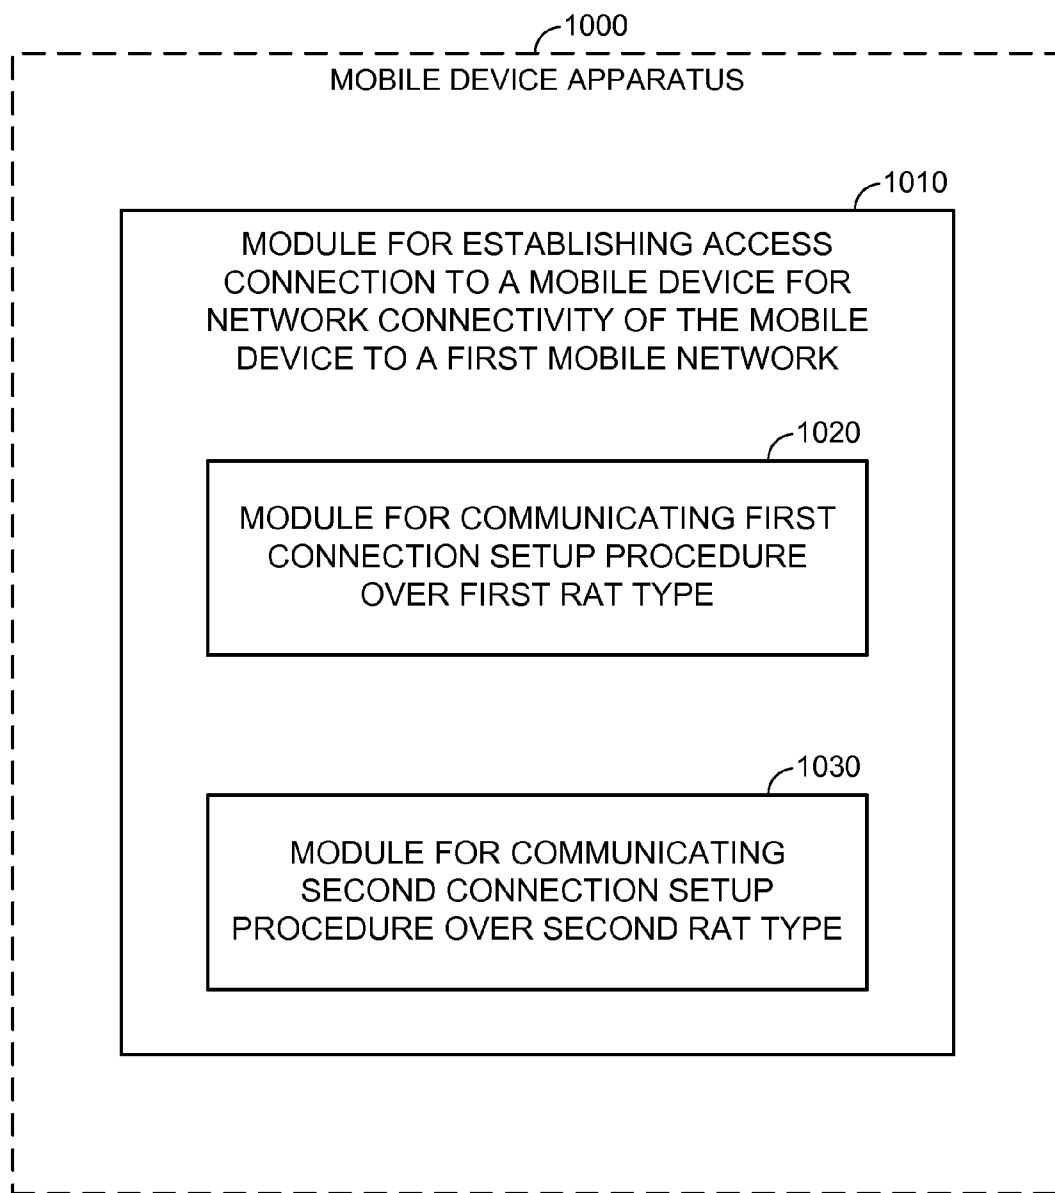 1000
MOBILE DEVICE APPARATUS
1010
MODULE FOR ESTABLISHING ACCESS
CONNECTION TO A MOBILE DEVICE FOR
NETWORK CONNECTIVITY OF THE MOBILE
DEVICE TO A FIRST MOBILE NETWORK
1020
MODULE FOR COMMUNICATING FIRST
CONNECTION SETUP PROCEDURE
OVER FIRST RAT TYPE
1030
MODULE FOR COMMUNICATING
SECOND CONNECTION SETUP
PROCEDURE OVER SECOND RAT TYPE